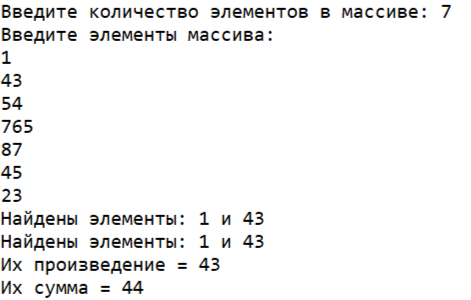 Введите количество элементов в массиве: 7
Введите элементы массива:
1
43
54
765
87
45
23
Найдены элементы: 1 и 43
Найдены элементы: 1 и 43
Их произведение = 43
Их сумма = 44